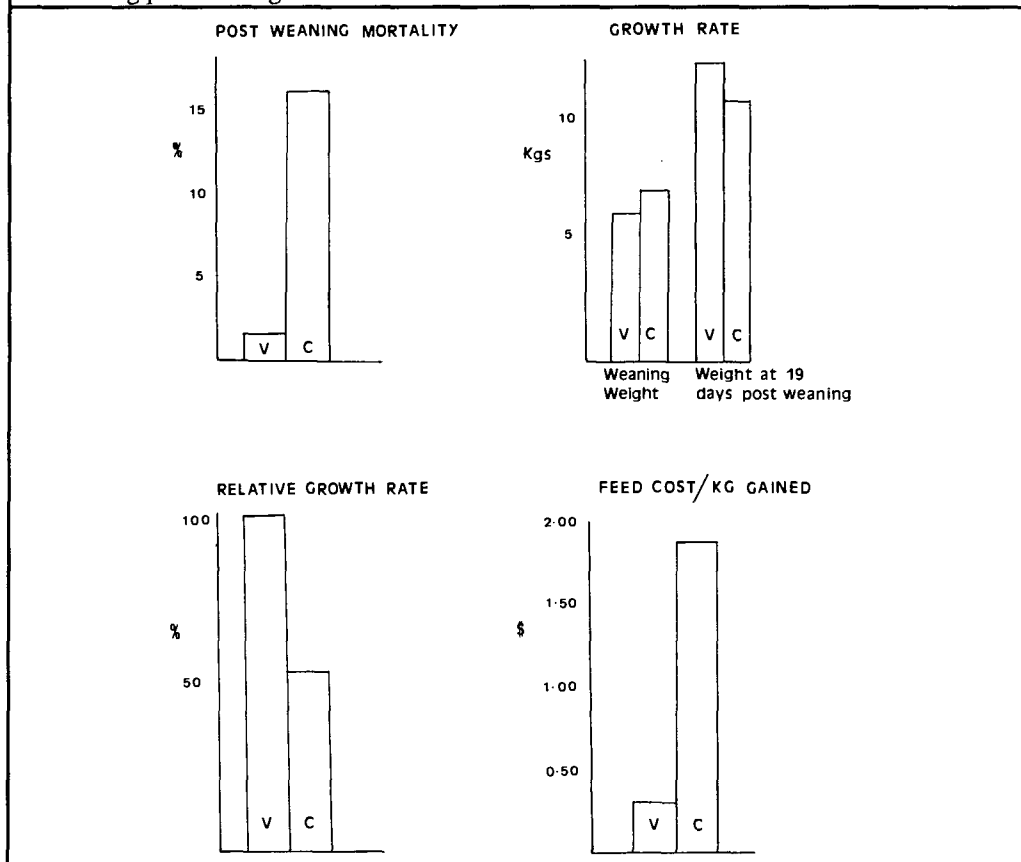 POST WEANING MORTALITY
15
%
10
5
V C
GROWTH RATE
10
Kgs
5
V C V C
Weaning Weight at 19
Weight days post weaning
RELATIVE GROWTH RATE
100
%
50
V C
FEED COST/KG GAINED
2·00
1·50
$
1·00
0·50
V C